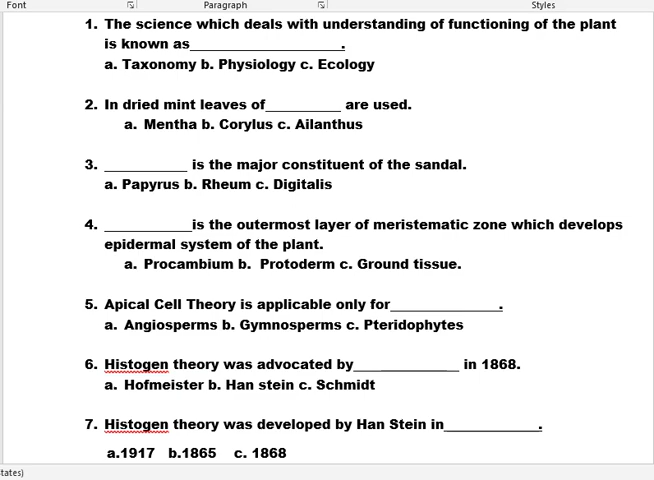 Font Paragraph Styles
1. The science which deals with understanding of functioning of the plant
is known as____________________.
a. Taxonomy b. Physiology c. Ecology
2. In dried mint leaves of__________ are used.
a. Mentha b. Corylus c. Ailanthus
3. ___________ is the major constituent of the sandal.
a. Papyrus b. Rheum c. Digitalis
4. ____________is the outermost layer of meristematic zone which develops
epidermal system of the plant.
a. Procambium b. Protoderm c. Ground tissue.
5. Apical Cell Theory is applicable only for______________.
a. Angiosperms b. Gymnosperms c. Pteridophytes
6. Histogen theory was advocated by______________ in 1868.
a. Hofmeister b. Han stein c. Schmidt
7. Histogen theory was developed by Han Stein in____________.
a.1917 b.1865 c. 1868
tates)